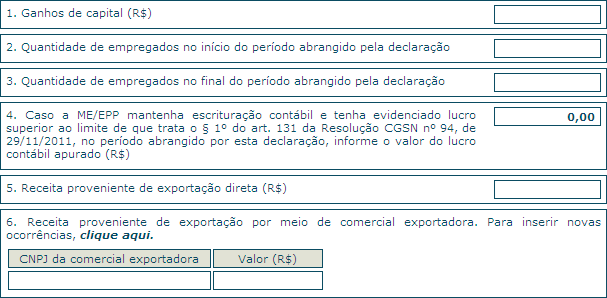 1. Ganhos de capital (R$)
2. Quantidade de empregados no início do período abrangido pela declaração
3. Quantidade de empregados no final do período abrangido pela declaração
4. Caso a ME/EPP mantenha escrituração contábil e tenha evidenciado lucro
superior ao limite de que trata o § 1º do art. 131 da Resolução CGSN nº 94, de
29/11/2011, no período abrangido por esta declaração, informe o valor do lucro
contábil apurado (R$)
0,00
5. Receita proveniente de exportação direta (R$)
6. Receita proveniente de exportação por meio de comercial exportadora. Para inserir novas
ocorrências, clique aqui.
CNPJ da comercial exportadora Valor (R$)